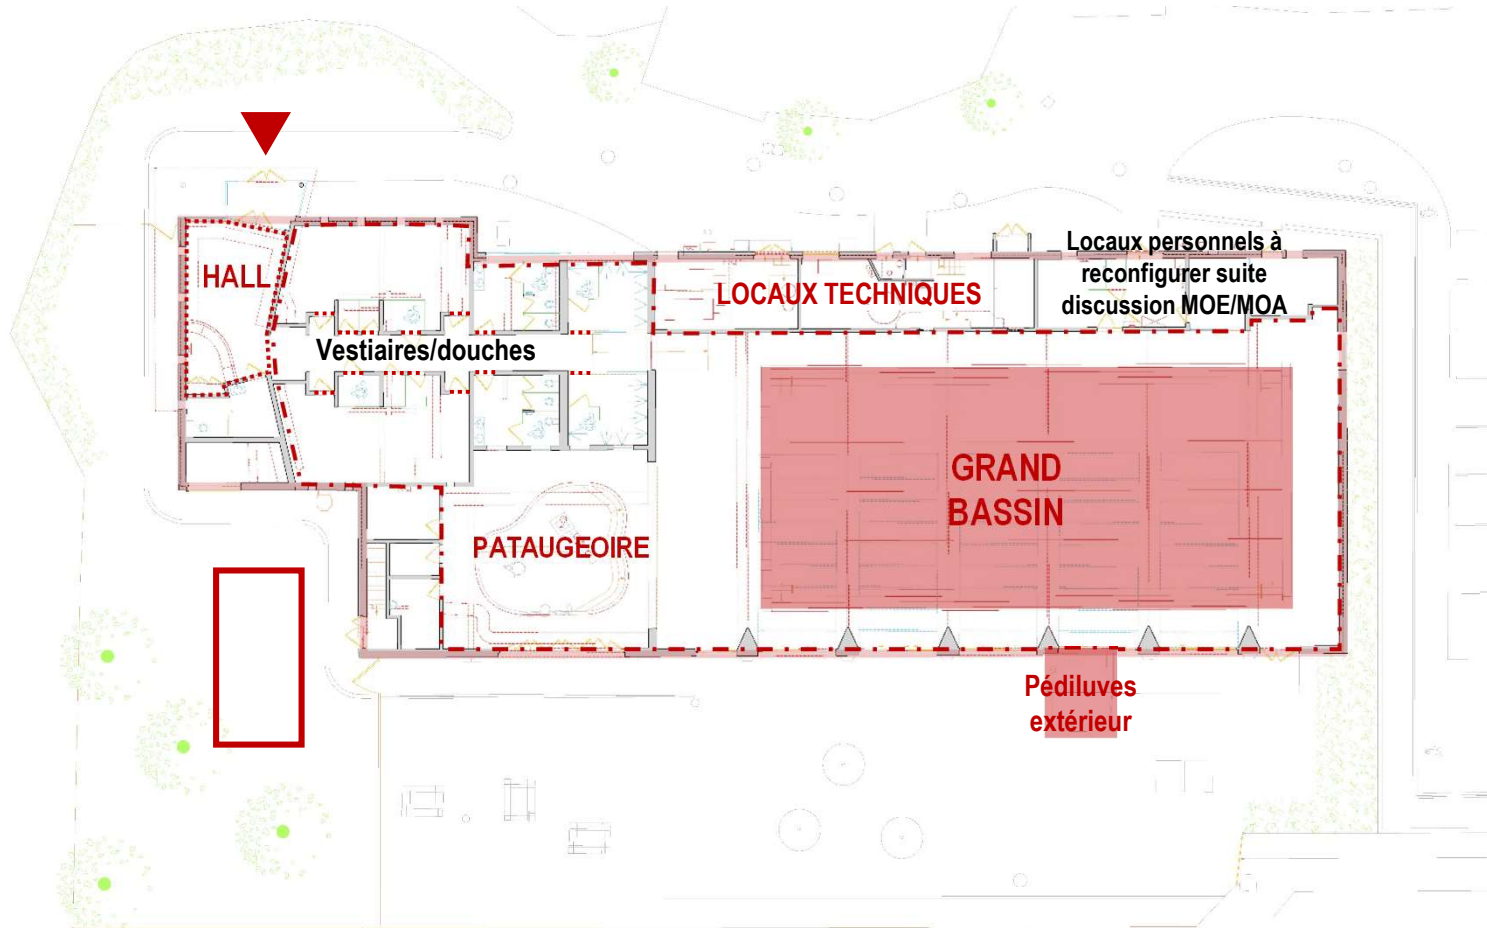 HALL
Vestiaires/douches
LOCAUX TECHNIQUES
Locaux personnels à
reconfigurer suite
discussion MOE/MOA
GRAND
BASSIN
PATAUGEOIRE
Pédiluves
extérieur